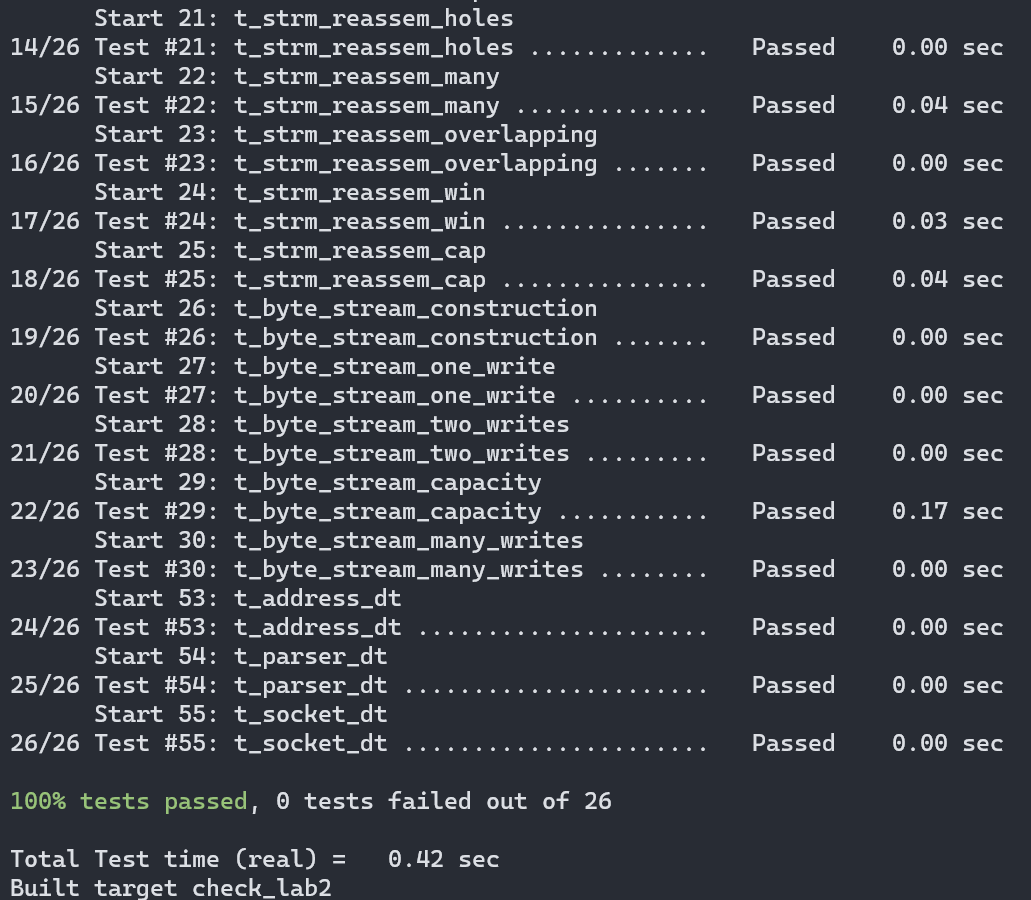 Start 21: t_strm_reassem_holes
14/26 Test #21: t_strm_reassem_holes .............   Passed    0.00 sec
Start 22: t_strm_reassem_many
15/26 Test #22: t_strm_reassem_many ..............   Passed    0.04 sec
Start 23: t_strm_reassem_overlapping
16/26 Test #23: t_strm_reassem_overlapping .......   Passed    0.00 sec
Start 24: t_strm_reassem_win
17/26 Test #24: t_strm_reassem_win ...............   Passed    0.03 sec
Start 25: t_strm_reassem_cap
18/26 Test #25: t_strm_reassem_cap ...............   Passed    0.04 sec
Start 26: t_byte_stream_construction
19/26 Test #26: t_byte_stream_construction .......   Passed    0.00 sec
Start 27: t_byte_stream_one_write
20/26 Test #27: t_byte_stream_one_write ..........   Passed    0.00 sec
Start 28: t_byte_stream_two_writes
21/26 Test #28: t_byte_stream_two_writes .........   Passed    0.00 sec
Start 29: t_byte_stream_capacity
22/26 Test #29: t_byte_stream_capacity ...........   Passed    0.17 sec
Start 30: t_byte_stream_many_writes
23/26 Test #30: t_byte_stream_many_writes ........   Passed    0.00 sec
Start 53: t_address_dt
24/26 Test #53: t_address_dt .....................   Passed    0.00 sec
Start 54: t_parser_dt
25/26 Test #54: t_parser_dt ......................   Passed    0.00 sec
Start 55: t_socket_dt
26/26 Test #55: t_socket_dt ......................   Passed    0.00 sec
100% tests passed, 0 tests failed out of 26
Total Test time (real) =   0.42 sec
Built target check_lab2